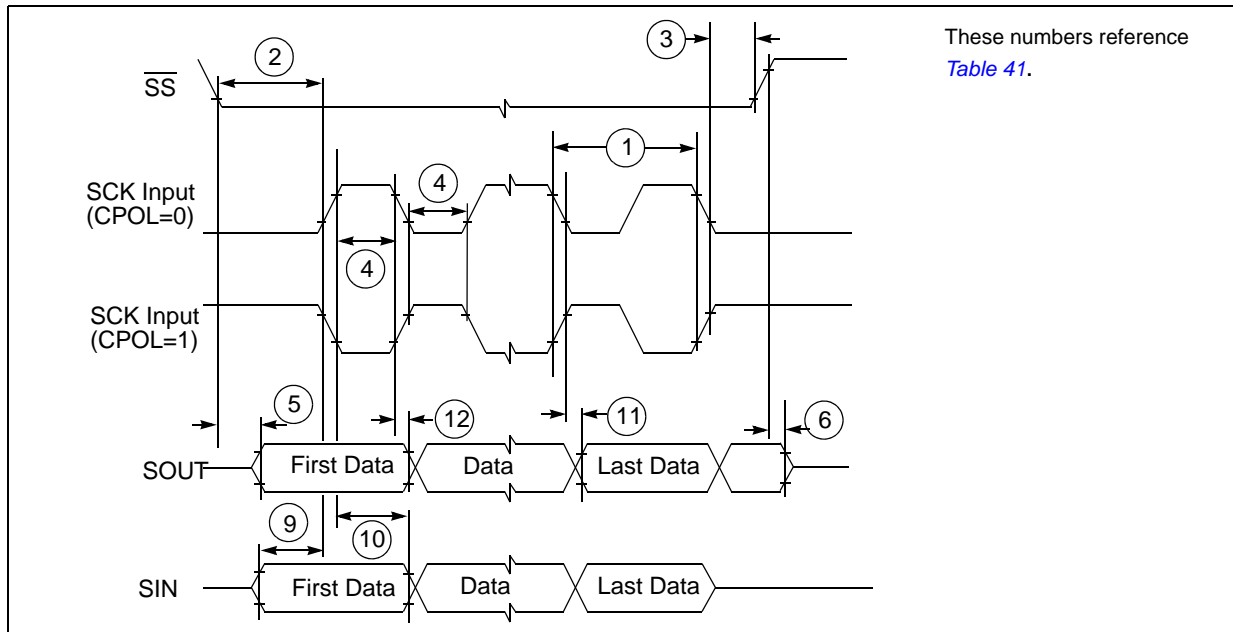 These numbers reference
Table 41.
3
2
SS
1
SCK Input
(CPOL=0)
4
4
SCK Input
(CPOL=1)
5
12
11
6
SOUT
First Data
Data
Last Data
9
10
SIN
First Data
Data
Last Data